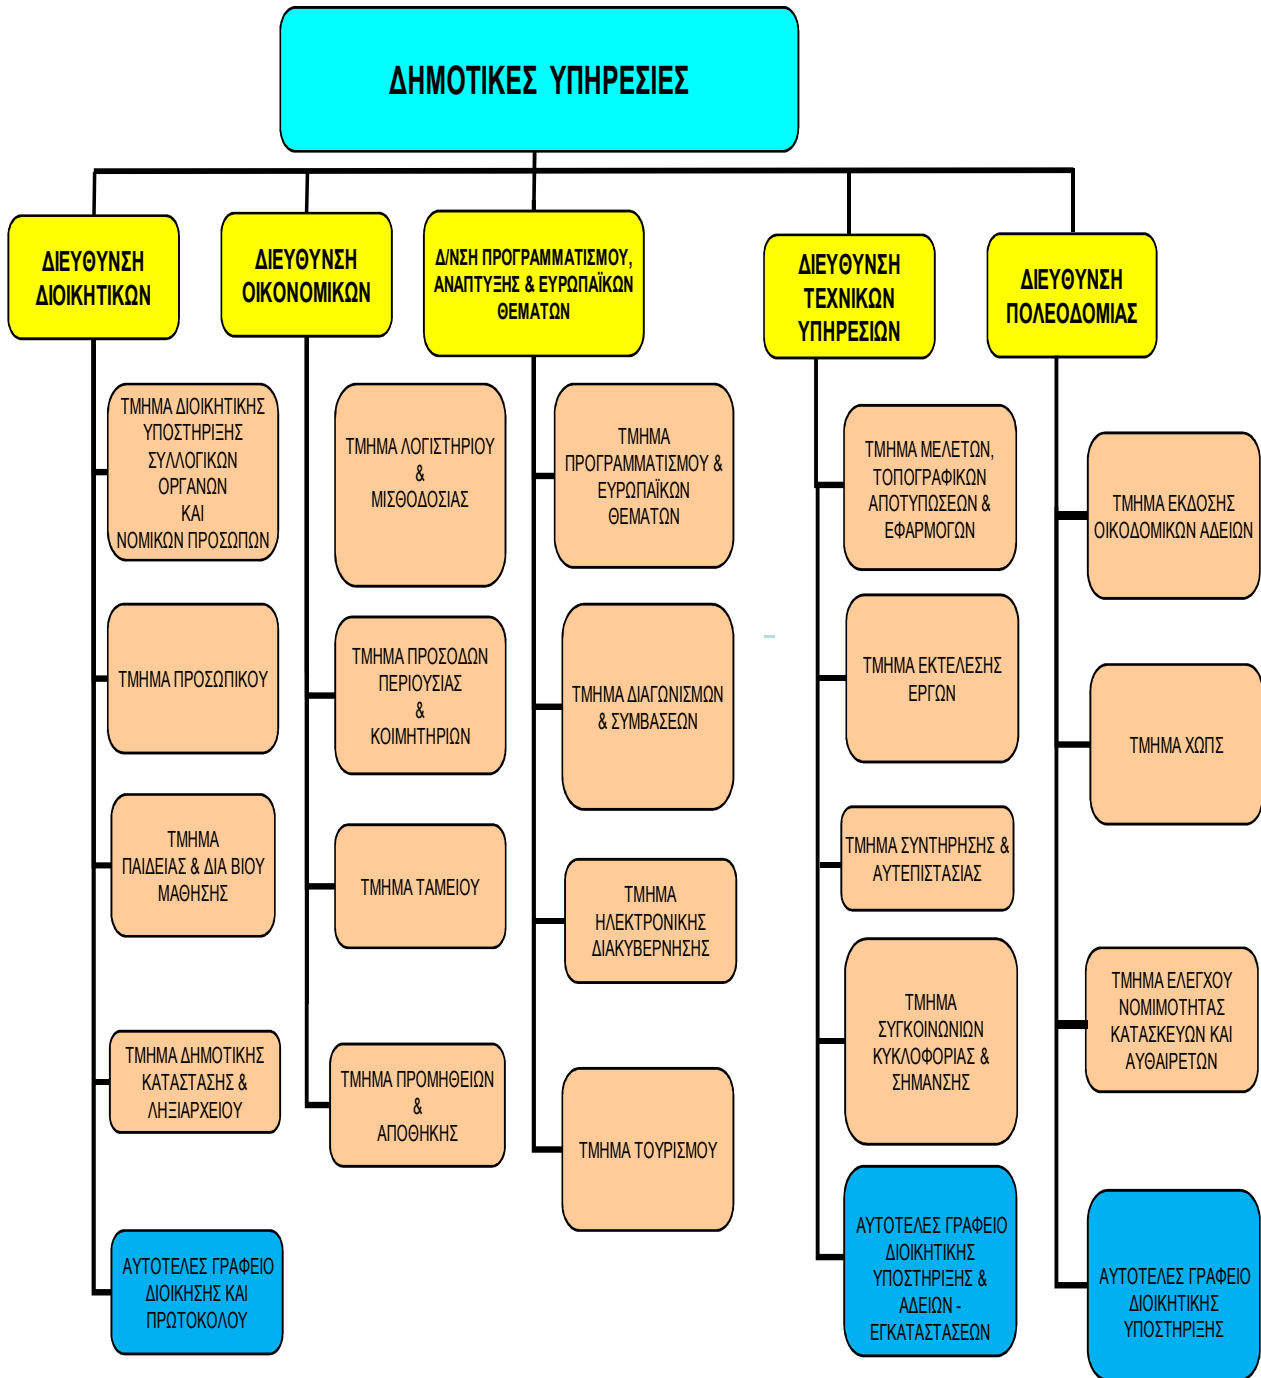 ΔΗΜΟΤΙΚΕΣ ΥΠΗΡΕΣΙΕΣ
ΔΙΕΥΘΥΝΣΗ
ΔΙΟΙΚΗΤΙΚΩΝ
ΤΜΗΜΑ ΔΙΟΙΚΗΤΙΚΗΣ
ΥΠΟΣΤΗΡΙΞΗΣ
ΣΥΛΛΟΓΙΚΩΝ
ΟΡΓΑΝΩΝ
ΚΑΙ
ΝΟΜΙΚΩΝ ΠΡΟΣΩΠΩΝ
ΤΜΗΜΑ ΠΡΟΣΩΠΙΚΟΥ
ΤΜΗΜΑ
ΠΑΙΔΕΙΑΣ & ΔΙΑ ΒΙΟΥ
ΜΑΘΗΣΗΣ
ΤΜΗΜΑ ΔΗΜΟΤΙΚΗΣ
ΚΑΤΑΣΤΑΣΗΣ &
ΛΗΞΙΑΡΧΕΙΟΥ
ΑΥΤΟΤΕΛΕΣ ΓΡΑΦΕΙΟ
ΔΙΟΙΚΗΣΗΣ ΚΑΙ
ΠΡΩΤΟΚΟΛΟΥ
ΔΙΕΥΘΥΝΣΗ
ΟΙΚΟΝΟΜΙΚΩΝ
ΤΜΗΜΑ ΛΟΓΙΣΤΗΡΙΟΥ
&
ΜΙΣΘΟΔΟΣΙΑΣ
ΤΜΗΜΑ ΠΡΟΣΟΔΩΝ
ΠΕΡΙΟΥΣΙΑΣ
&
ΚΟΙΜΗΤΗΡΙΩΝ
ΤΜΗΜΑ ΤΑΜΕΙΟΥ
ΤΜΗΜΑ ΠΡΟΜΗΘΕΙΩΝ
&
ΑΠΟΘΗΚΗΣ
Δ/ΝΣΗ ΠΡΟΓΡΑΜΜΑΤΙΣΜΟΥ,
ΑΝΑΠΤΥΞΗΣ & ΕΥΡΩΠΑΪΚΩΝ
ΘΕΜΑΤΩΝ
ΤΜΗΜΑ
ΠΡΟΓΡΑΜΜΑΤΙΣΜΟΥ &
ΕΥΡΩΠΑΪΚΩΝ
ΘΕΜΑΤΩΝ
ΤΜΗΜΑ ΔΙΑΓΩΝΙΣΜΩΝ
& ΣΥΜΒΑΣΕΩΝ
ΤΜΗΜΑ
ΗΛΕΚΤΡΟΝΙΚΗΣ
ΔΙΑΚΥΒΕΡΝΗΣΗΣ
ΤΜΗΜΑ ΤΟΥΡΙΣΜΟΥ
ΔΙΕΥΘΥΝΣΗ
ΤΕΧΝΙΚΩΝ
ΥΠΗΡΕΣΙΩΝ
ΤΜΗΜΑ ΜΕΛΕΤΩΝ,
ΤΟΠΟΓΡΑΦΙΚΩΝ
ΑΠΟΤΥΠΩΣΕΩΝ &
ΕΦΑΡΜΟΓΩΝ
ΤΜΗΜΑ ΕΚΤΕΛΕΣΗΣ
ΕΡΓΩΝ
ΤΜΗΜΑ ΣΥΝΤΗΡΗΣΗΣ &
ΑΥΤΕΠΙΣΤΑΣΙΑΣ
ΤΜΗΜΑ
ΣΥΓΚΟΙΝΩΝΙΩΝ
ΚΥΚΛΟΦΟΡΙΑΣ &
ΣΗΜΑΝΣΗΣ
ΑΥΤΟΤΕΛΕΣ ΓΡΑΦΕΙΟ
ΔΙΟΙΚΗΤΙΚΗΣ
ΥΠΟΣΤΗΡΙΞΗΣ &
ΑΔΕΙΩΝ -
ΕΓΚΑΤΑΣΤΑΣΕΩΝ
ΔΙΕΥΘΥΝΣΗ
ΠΟΛΕΟΔΟΜΙΑΣ
ΤΜΗΜΑ ΕΚΔΟΣΗΣ
ΟΙΚΟΔΟΜΙΚΩΝ ΑΔΕΙΩΝ
ΤΜΗΜΑ ΧΩΠΣ
ΤΜΗΜΑ ΕΛΕΓΧΟΥ
ΝΟΜΙΜΟΤΗΤΑΣ
ΚΑΤΑΣΚΕΥΩΝ ΚΑΙ
ΑΥΘΑΙΡΕΤΩΝ
ΑΥΤΟΤΕΛΕΣ ΓΡΑΦΕΙΟ
ΔΙΟΙΚΗΤΙΚΗΣ
ΥΠΟΣΤΗΡΙΞΗΣ